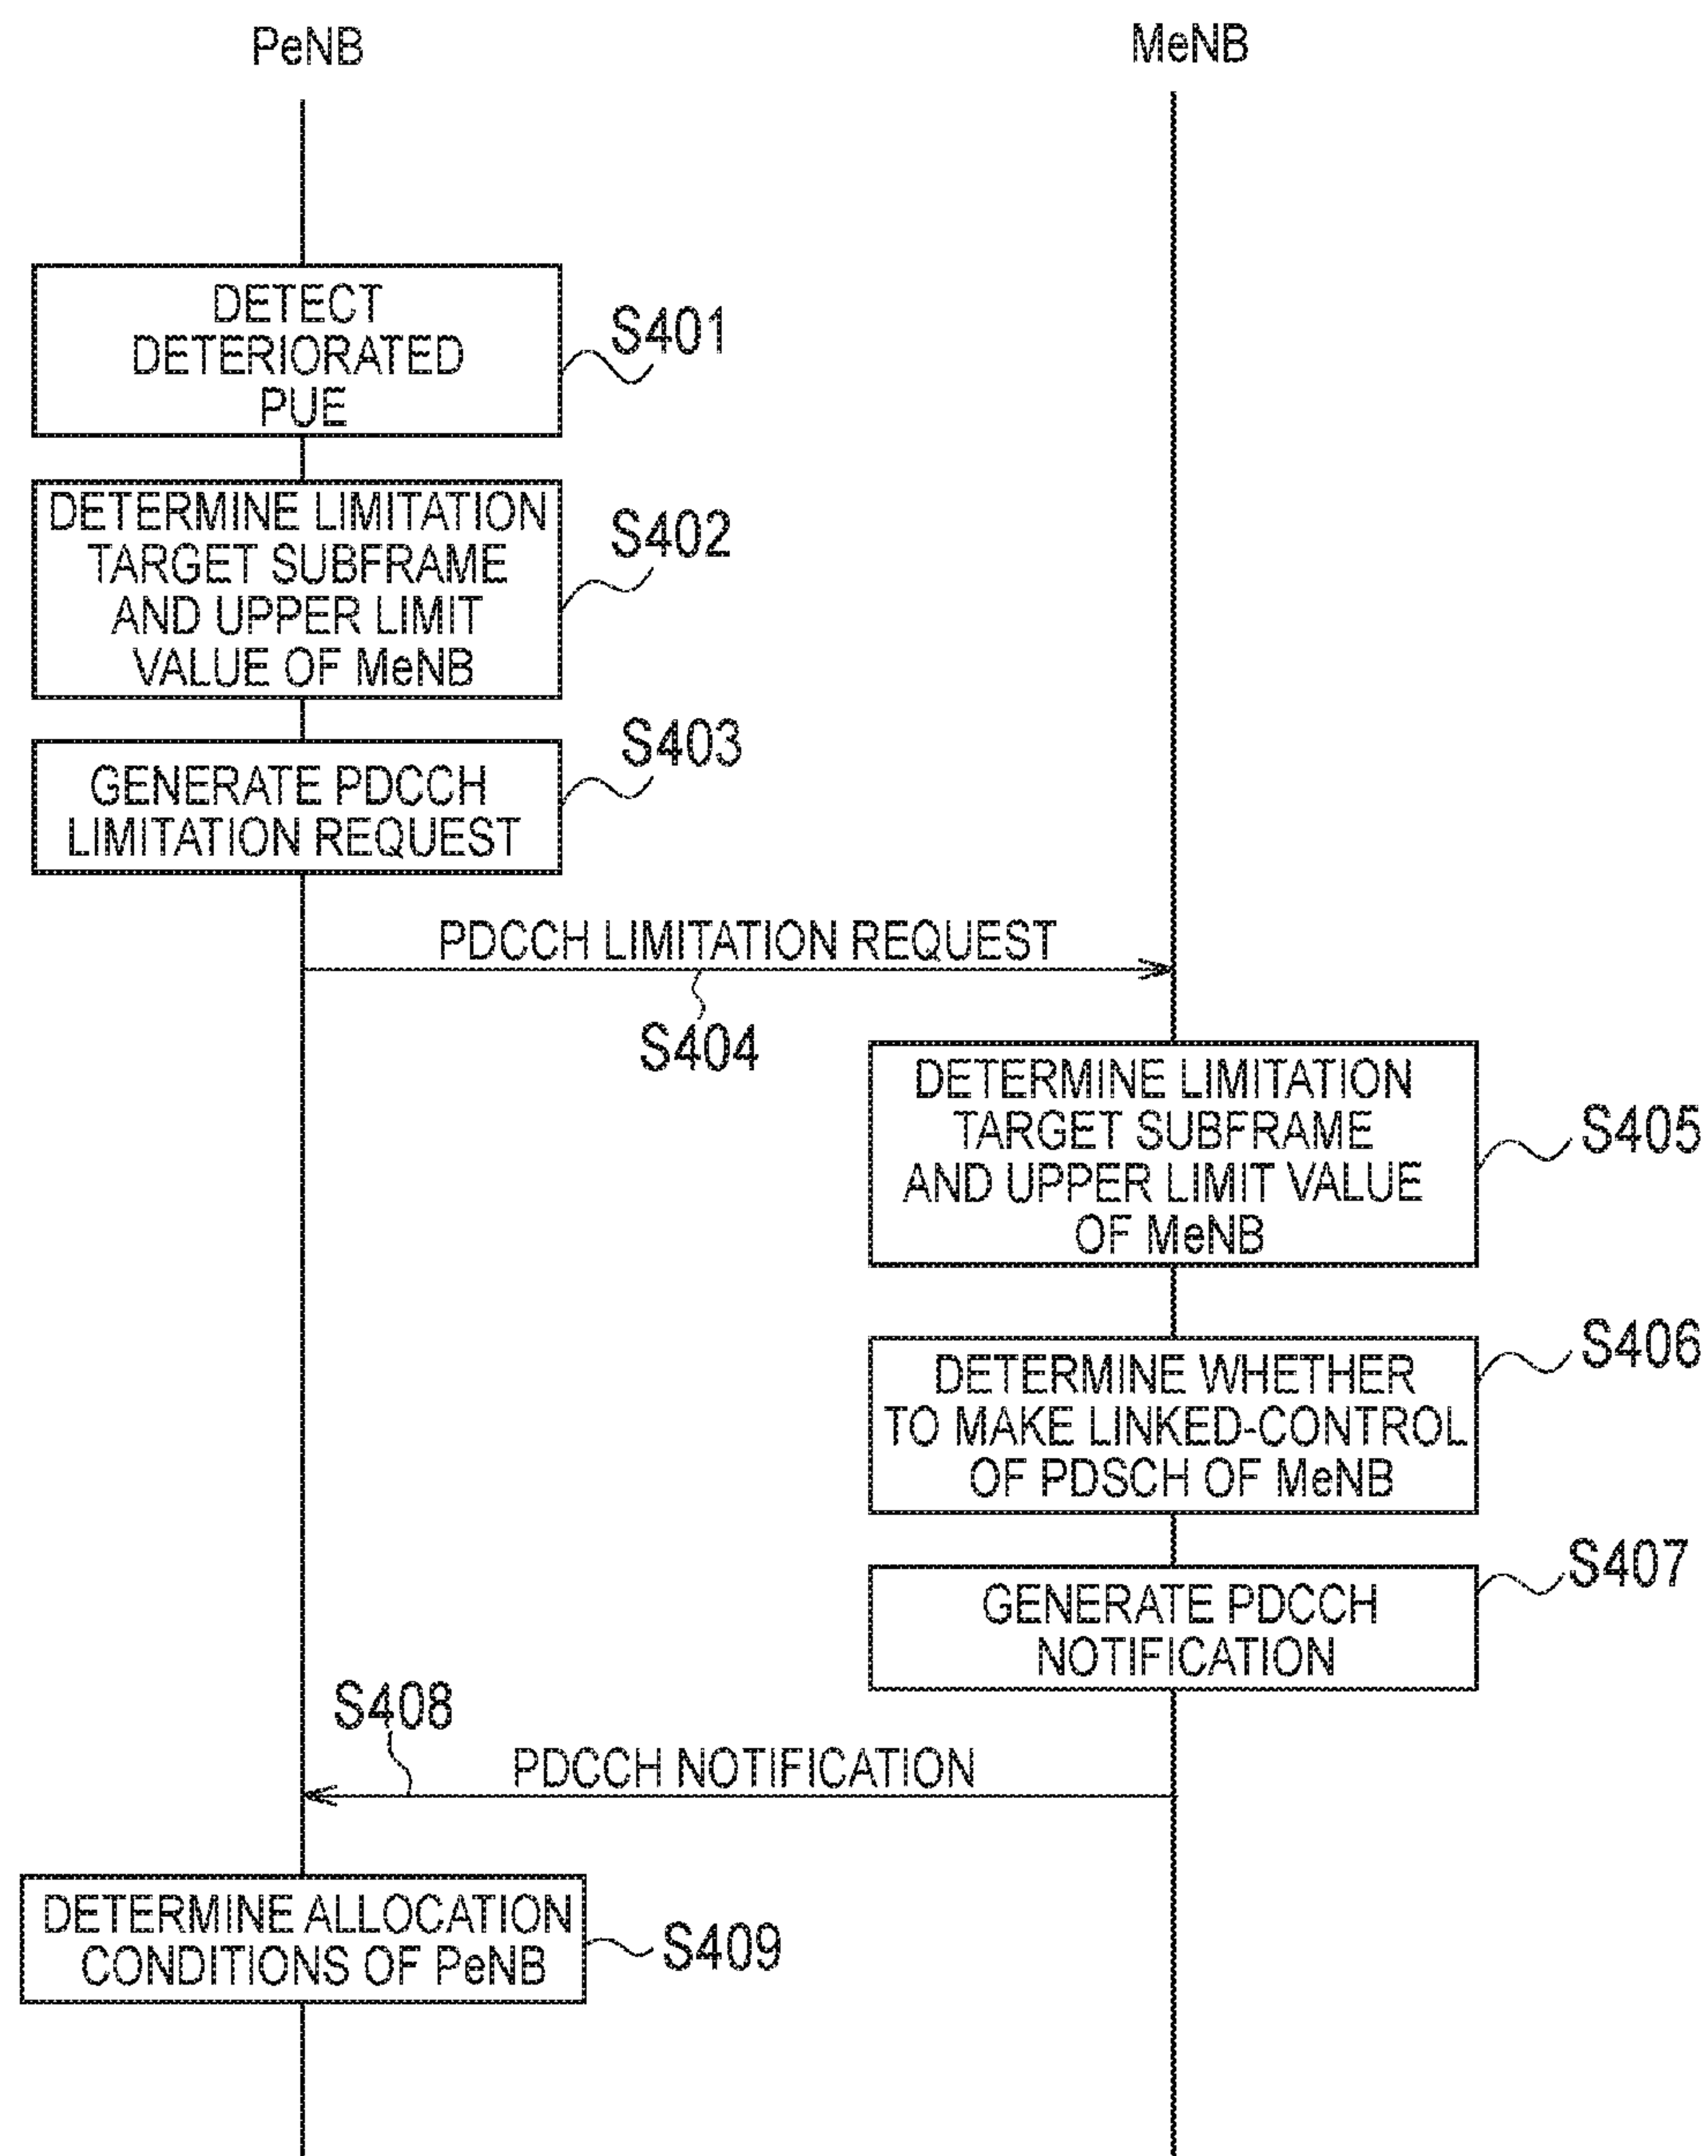 PeNB
MeNB
DETECT
DETERIORATED
PUE
S401
DETERMINE LIMITATION
TARGET SUBFRAME
AND UPPER LIMIT
VALUE OF MeNB
S402
GENERATE PDCCH
LIMITATION REQUEST
S403
PDCCH LIMITATION REQUEST
S404
DETERMINE LIMITATION
TARGET SUBFRAME
AND UPPER LIMIT VALUE
OF MeNB
S405
DETERMINE WHETHER
TO MAKE LINKED-CONTROL
OF PDSCH OF MeNB
S406
GENERATE PDCCH
NOTIFICATION
S407
S408
PDCCH NOTIFICATION
DETERMINE ALLOCATION
CONDITIONS OF PeNB
S409